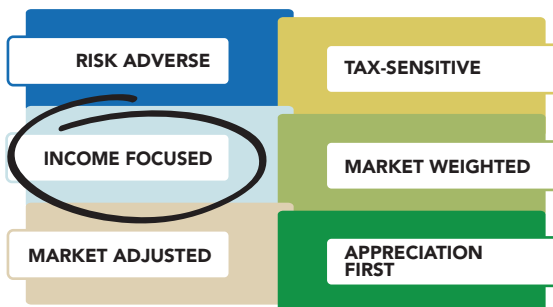 RISK ADVERSE
TAX-SENSITIVE
INCOME FOCUSED
MARKET WEIGHTED
MARKET ADJUSTED
APPRECIATION
FIRST